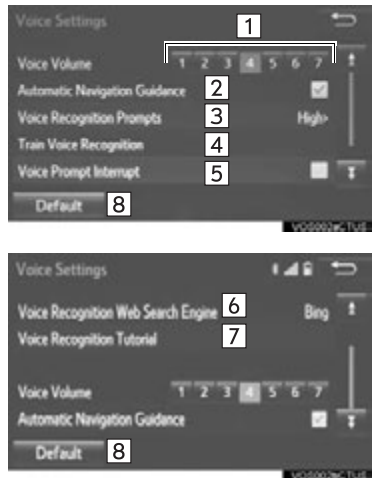 1
Voice Settings
Voice Volume 1 2 3 4 5 6 7
Automatic Navigation Guidance 2
Voice Recognition Prompts 3 High>
Train Voice Recognition 4
Voice Prompt Interrupt 5
Default 8
Voice Settings
Voice Recognition Web Search Engine 6 Bing
Voice Recognition Tutorial 7
Voice Volume 1 2 3 4 5 6 7
Automatic Navigation Guidance
Default 8